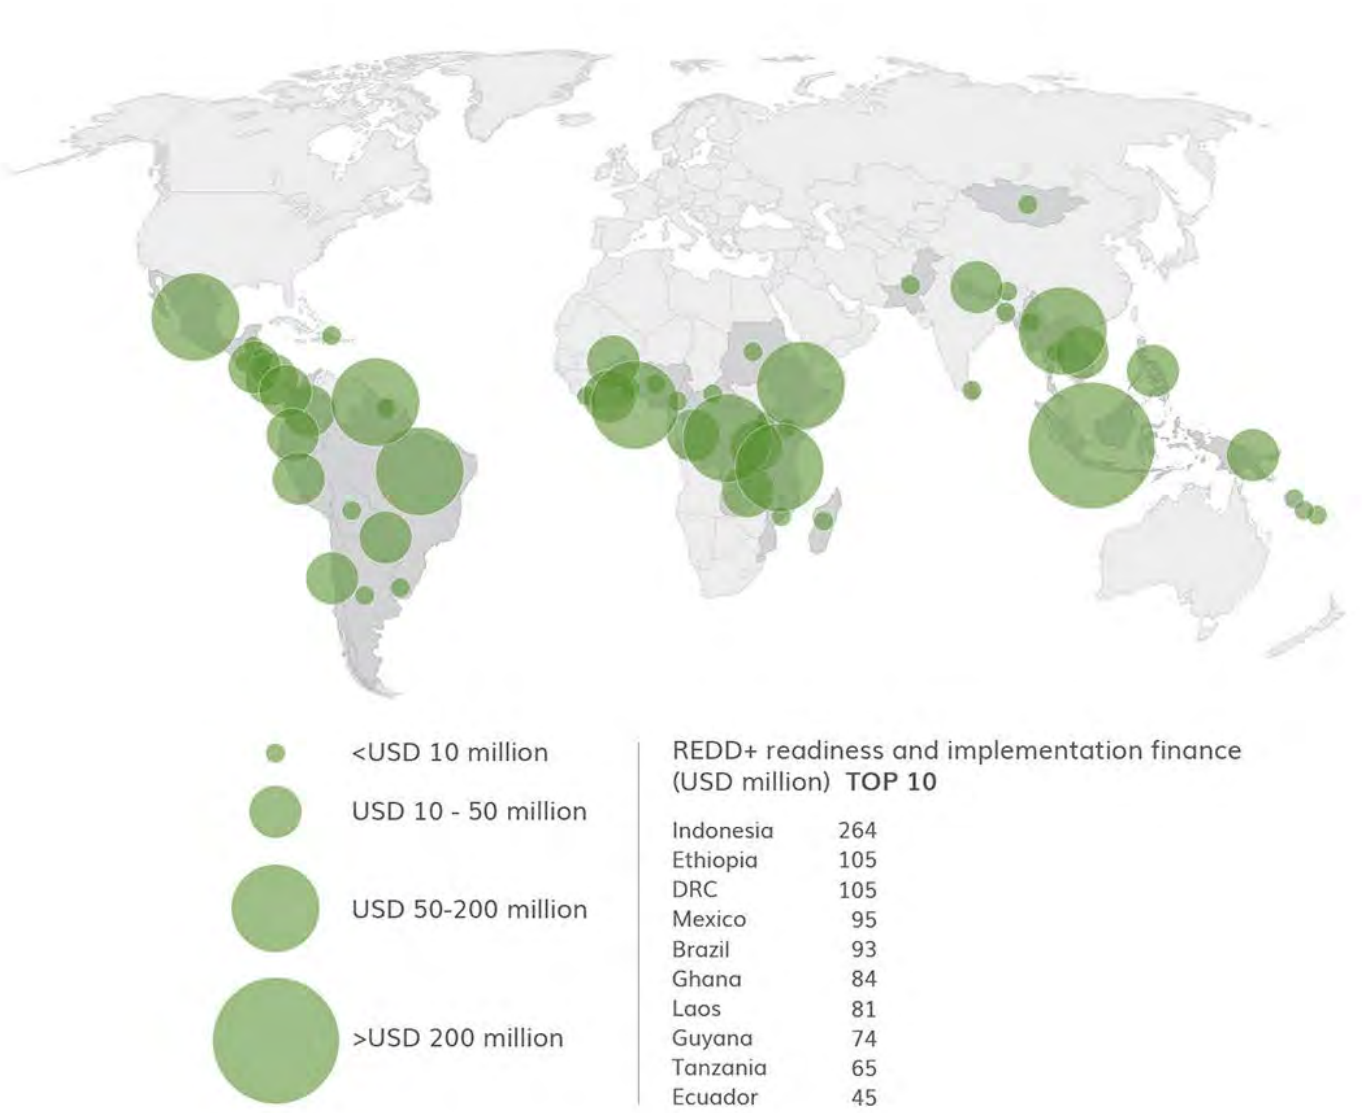 <USD 10 million
USD 10 - 50 million
USD 50-200 million
>USD 200 million
REDD+ readiness and implementation finance
(USD million) TOP 10
Indonesia 264
Ethiopia 105
DRC 105
Mexico 95
Brazil 93
Ghana 84
Laos 81
Guyana 74
Tanzania 65
Ecuador 45